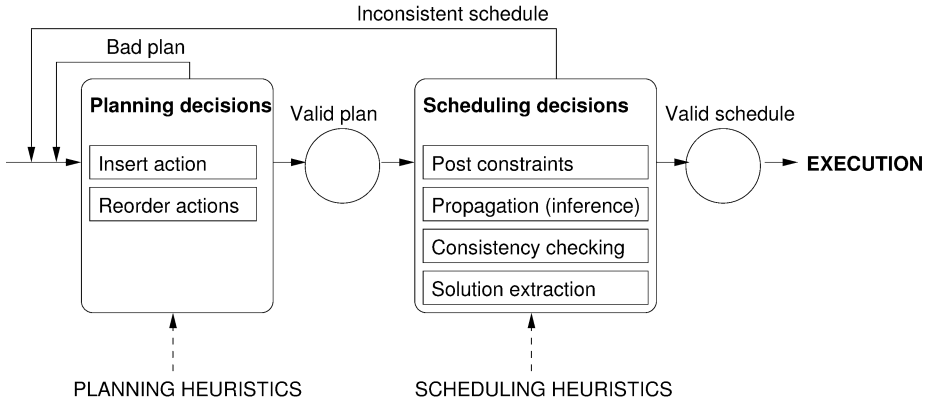 Inconsistent schedule
Bad plan
Planning decisions
Insert action
Reorder actions
Valid plan
Scheduling decisions
Post constraints
Propagation (inference)
Consistency checking
Solution extraction
Valid schedule
EXECUTION
PLANNING HEURISTICS
SCHEDULING HEURISTICS